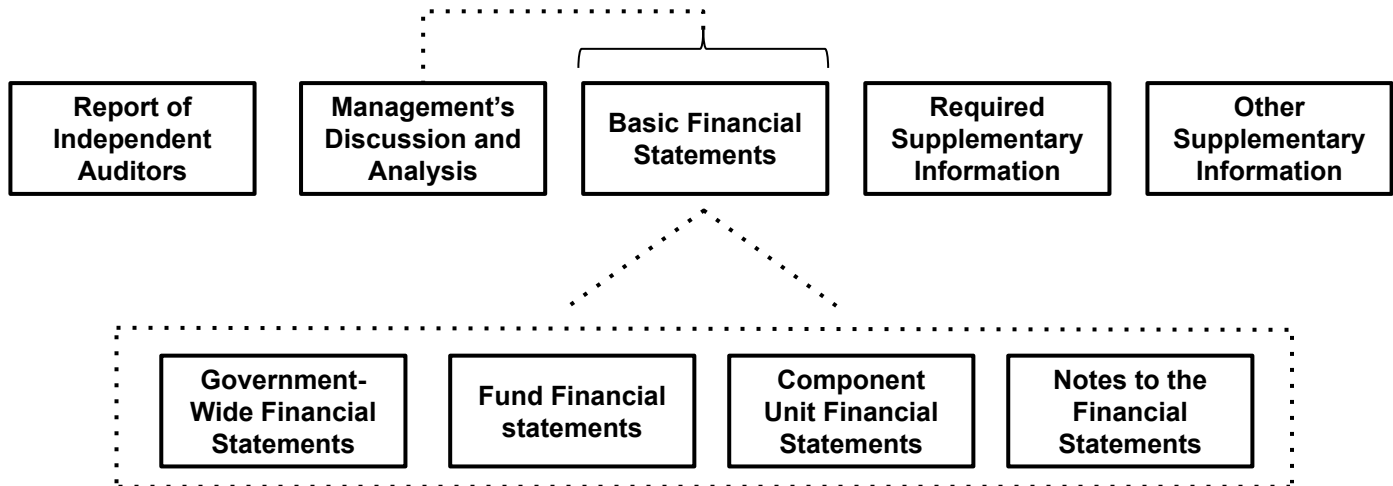 Report of
Independent
Auditors
Management’s
Discussion and
Analysis
Basic Financial
Statements
Required
Supplementary
Information
Other
Supplementary
Information
Government-
Wide Financial
Statements
Fund Financial
statements
Component
Unit Financial
Statements
Notes to the
Financial
Statements